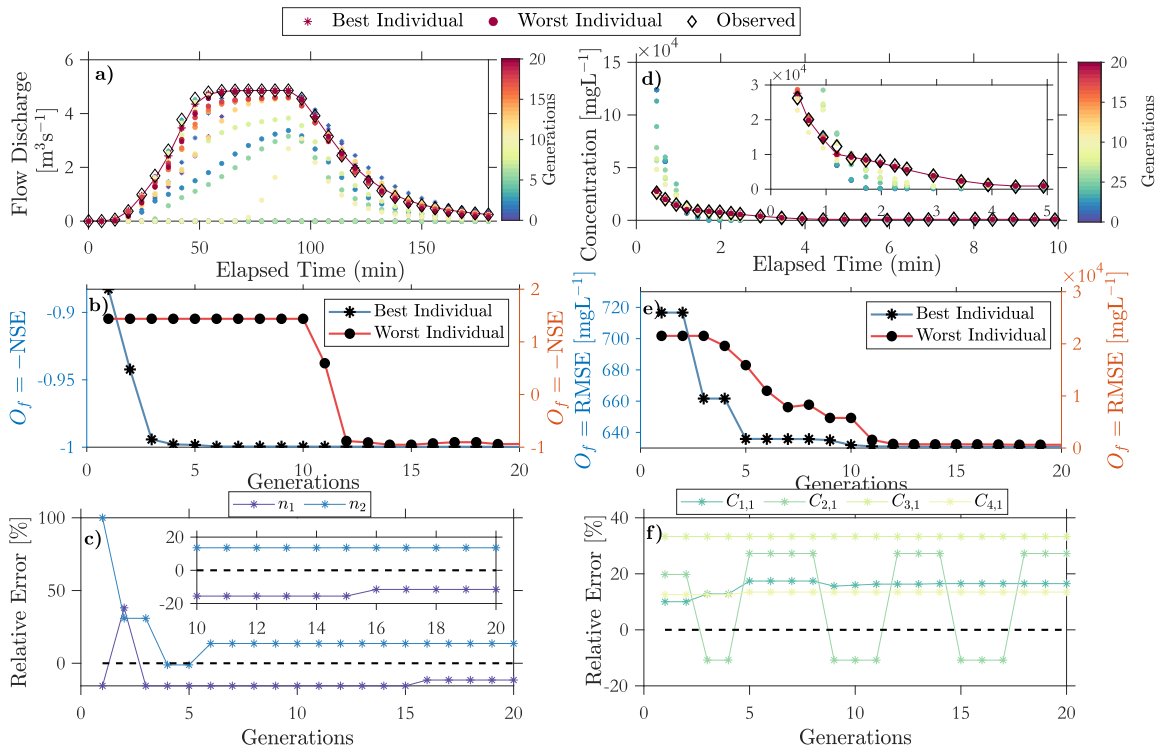 Best Individual Worst Individual Observed
a)
Flow Discharge
[m³s⁻¹]
6
4
2
0
0 50 100 150
Elapsed Time (min)
20
15
10
5
0
Generations
d)
×10⁴
Concentration [mgL⁻¹]
15
10
5
0
0 2 4 6 8 10
Elapsed Time (min)
×10⁴
3
2
1
0
0 1 2 3 4 5
20
15
10
5
0
Generations
b)
O_f = −NSE
-0.9
-0.95
-1
0 5 10 15 20
Generations
Best Individual
Worst Individual
2
1
0
-1
O_f = −NSE
e)
O_f = RMSE [mgL⁻¹]
720
700
680
660
640
0 5 10 15 20
Generations
Best Individual
Worst Individual
×10⁴
3
2
1
0
O_f = RMSE [mgL⁻¹]
n₁ n₂
c)
Relative Error [%]
100
50
0
0 5 10 15 20
Generations
20
0
-20
10 12 14 16 18 20
C₁,₁ C₂,₁ C₃,₁ C₄,₁
f)
Relative Error [%]
40
20
0
-20
0 5 10 15 20
Generations